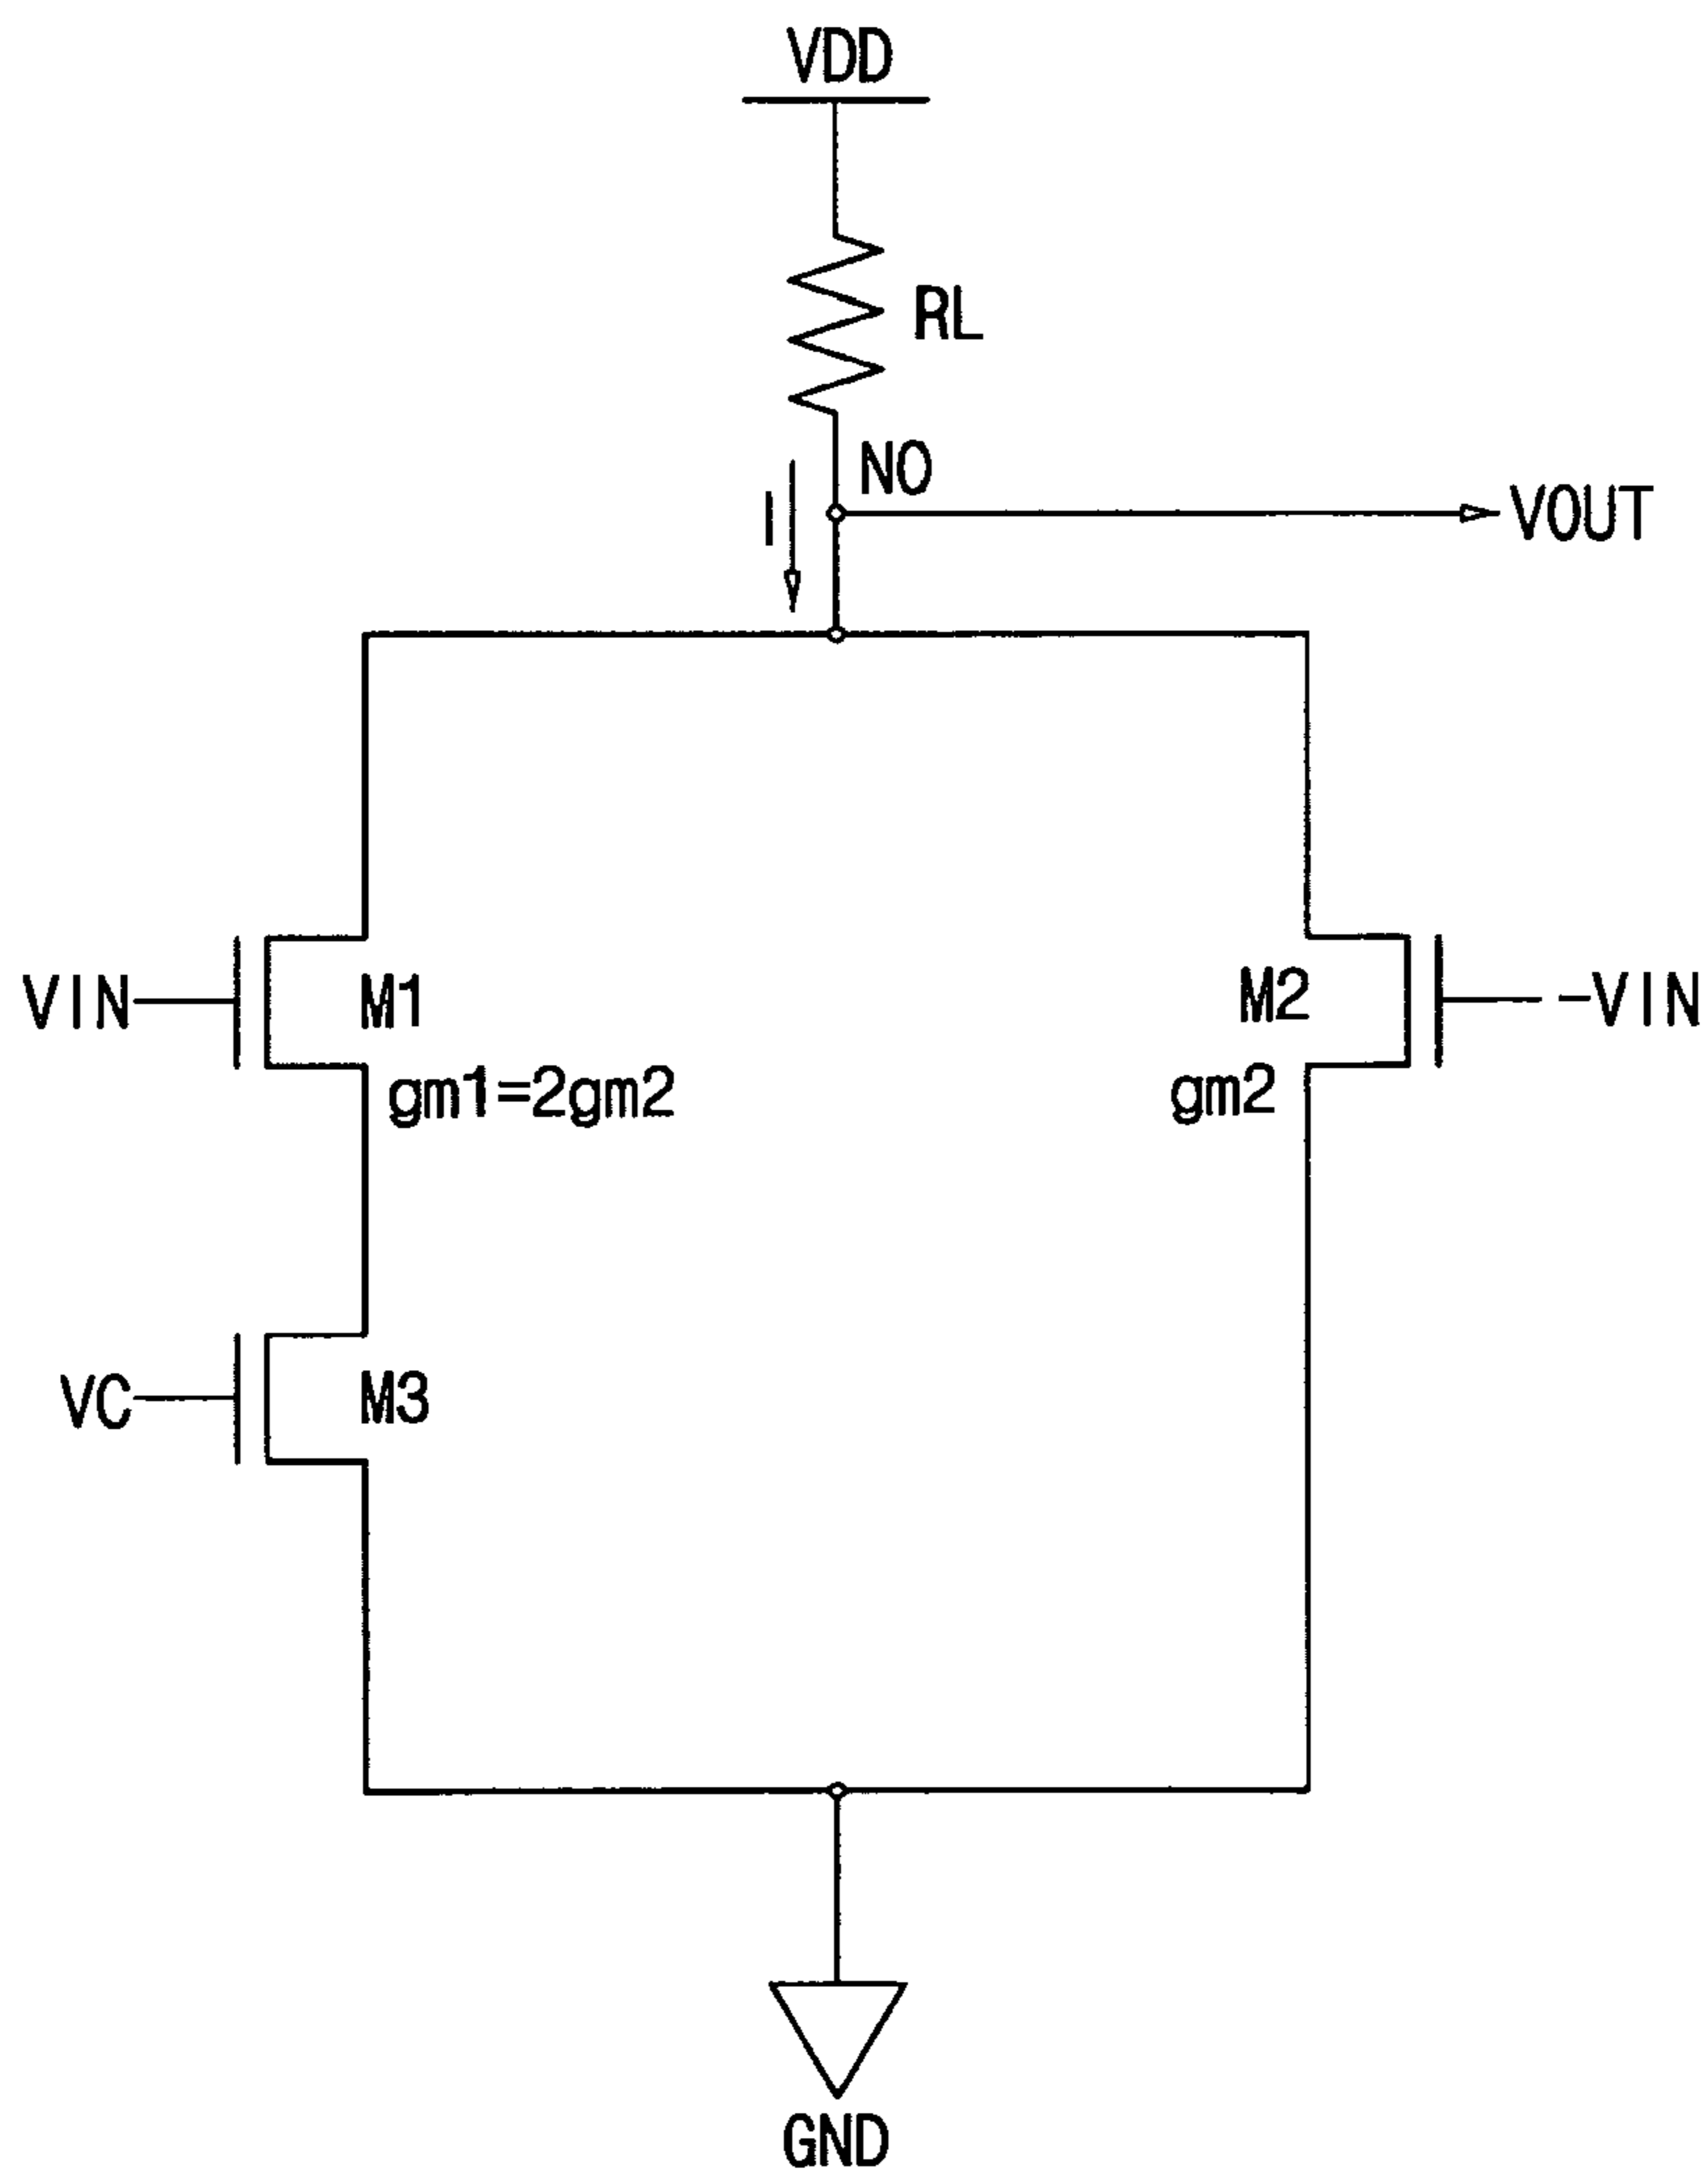 VDD
RL
NO
I
VOUT
VIN
M1
M2
-VIN
gm1=2gm2
gm2
VC
M3
GND